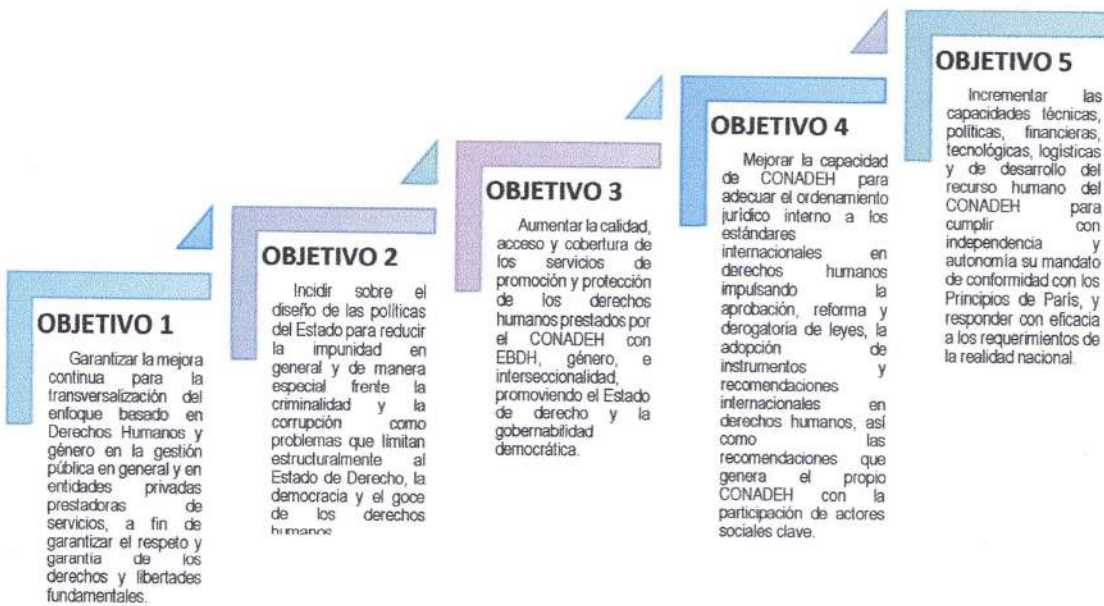 OBJETIVO 1
Garantizar la mejora
continua para la
transversalización del
enfoque basado en
Derechos Humanos y
género en la gestión
pública en general y en
entidades privadas
prestadoras de
servicios, a fin de
garantizar el respeto y
garantía de los
derechos y libertades
fundamentales.
OBJETIVO 2
Incidir sobre el
diseño de las políticas
del Estado para reducir
la impunidad en
general y de manera
especial frente la
criminalidad y la
corrupción como
problemas que limitan
estructuralmente al
Estado de Derecho, la
democracia y el goce
de los derechos
humanos
OBJETIVO 3
Aumentar la calidad,
acceso y cobertura de
los servicios de
promoción y protección
de los derechos
humanos prestados por
el CONADEH con
EBDH, género, e
interseccionalidad,
promoviendo el Estado
de derecho y la
gobernabilidad
democrática.
OBJETIVO 4
Mejorar la capacidad
de CONADEH para
adecuar el ordenamiento
jurídico interno a los
estándares
internacionales en
derechos humanos
impulsando la
aprobación, reforma y
derogatoria de leyes, la
adopción de
instrumentos y
recomendaciones
internacionales en
derechos humanos, así
como las
recomendaciones que
genera el propio
CONADEH con la
participación de actores
sociales clave.
OBJETIVO 5
Incrementar las
capacidades técnicas,
políticas, financieras,
tecnológicas, logísticas
y de desarrollo del
recurso humano del
CONADEH para
cumplir con
independencia y
autonomía su mandato
de conformidad con los
Principios de París, y
responder con eficacia
a los requerimientos de
la realidad nacional.